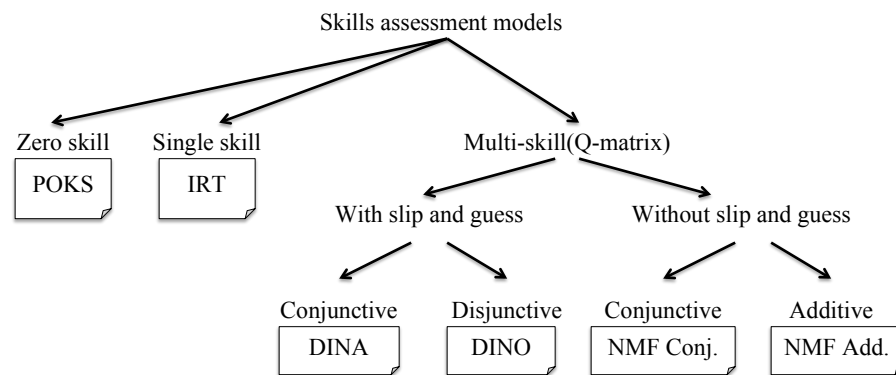 Skills assessment models
Zero skill
Single skill
Multi-skill(Q-matrix)
POKS
IRT
With slip and guess
Without slip and guess
Conjunctive
Disjunctive
Conjunctive
Additive
DINA
DINO
NMF Conj.
NMF Add.